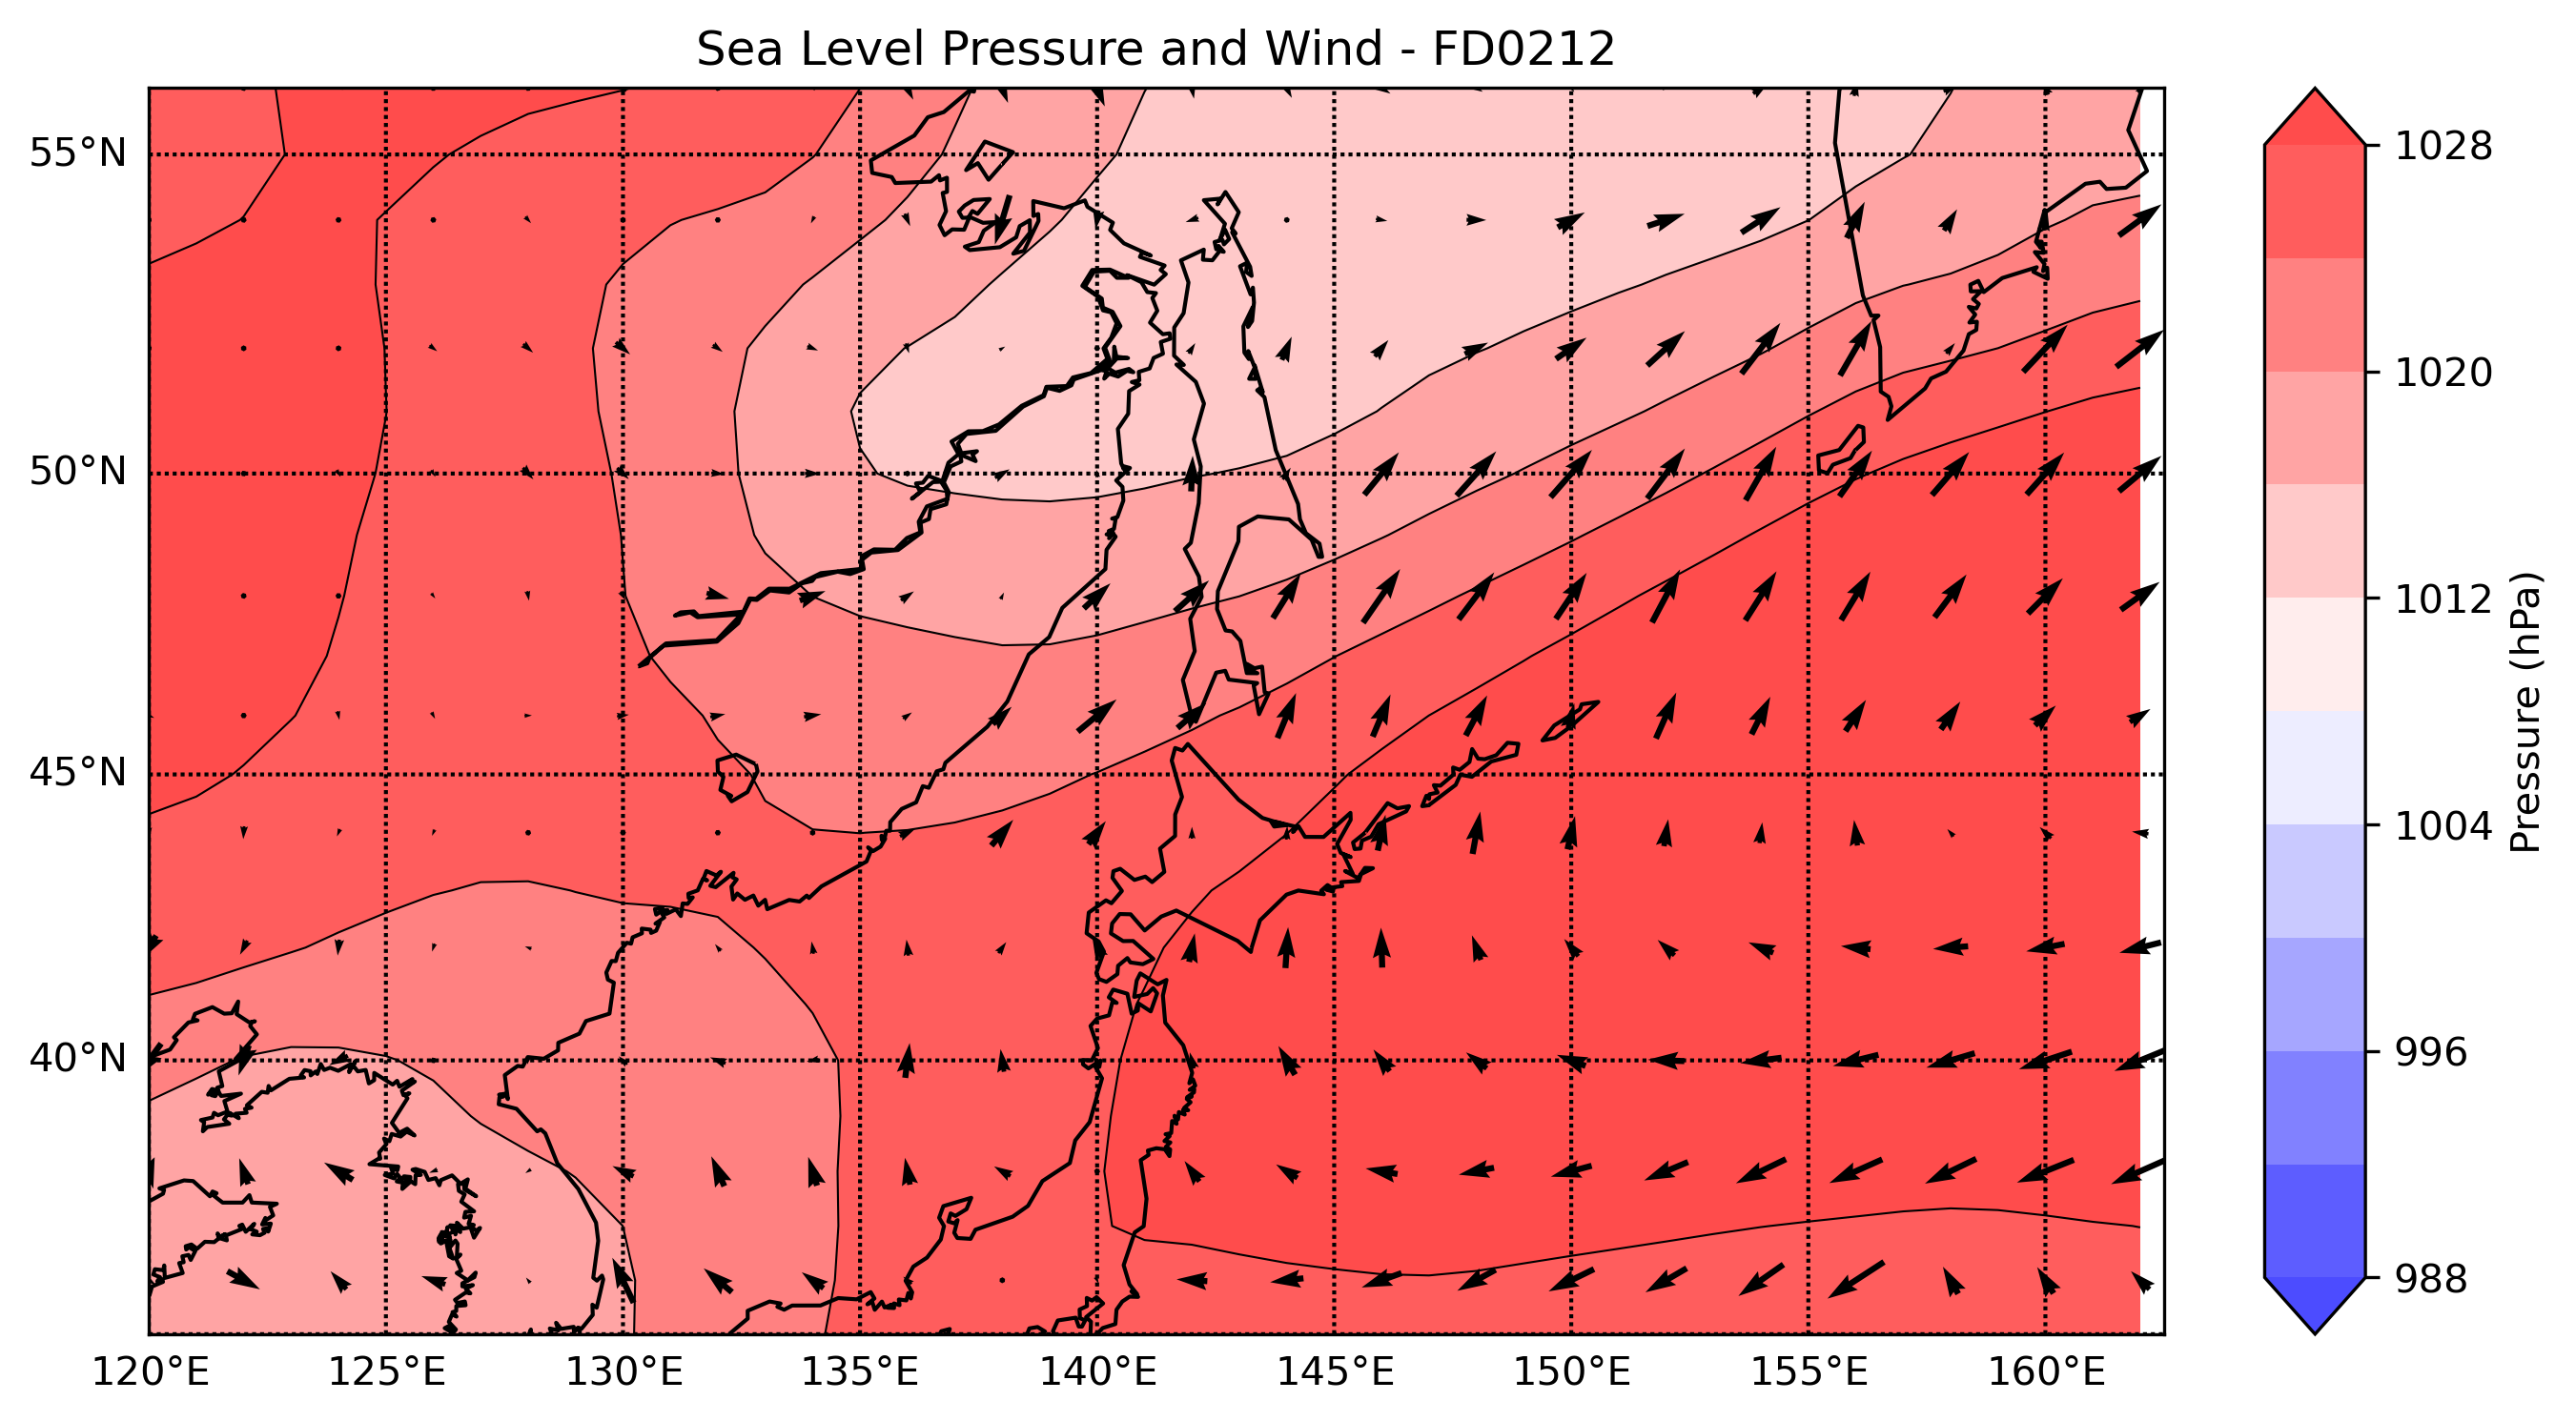 Sea Level Pressure and Wind - FD0212
55°N
50°N
45°N
40°N
120°E
125°E
130°E
135°E
140°E
145°E
150°E
155°E
160°E
1028
1020
1012
1004
996
988
Pressure (hPa)